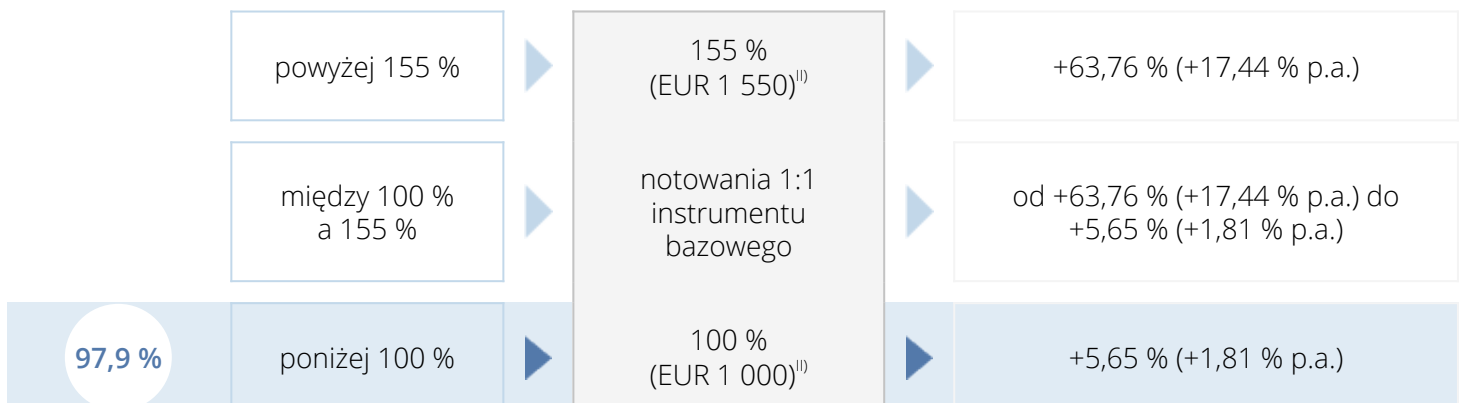 powyżej 155 %
155 %
(EUR 1 550)II)
+63,76 % (+17,44 % p.a.)
między 100 %
a 155 %
notowania 1:1
instrumentu
bazowego
od +63,76 % (+17,44 % p.a.) do
+5,65 % (+1,81 % p.a.)
97,9 %
poniżej 100 %
100 %
(EUR 1 000)II)
+5,65 % (+1,81 % p.a.)